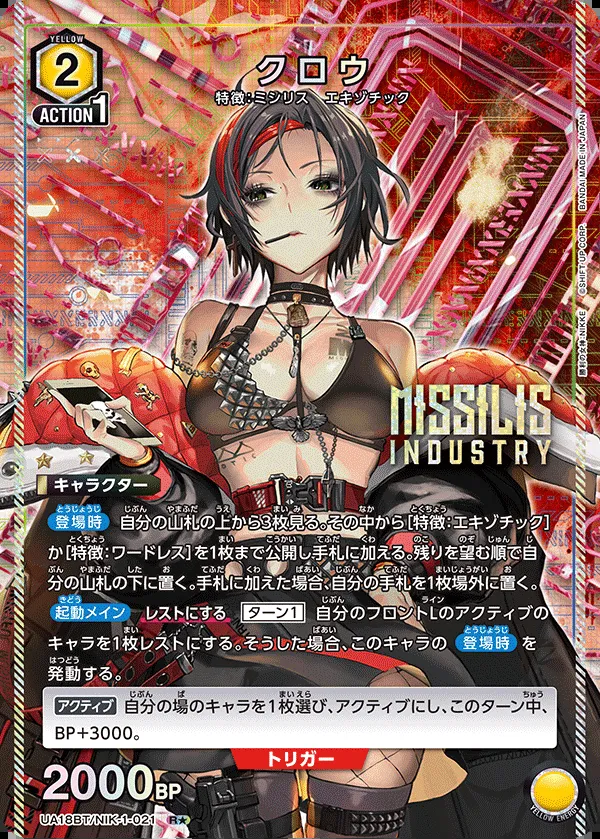 YELLOW
2
ACTION 1
クロウ
特徴:ミシリス エキゾチック
BANDAI MADE IN JAPAN
©SHIFT UP CORP.
勝利の女神:NIKKE
MISSILIS
INDUSTRY
キャラクター
登場時 自分の山札の上から3枚見る。その中から[特徴:エキゾチック]
か[特徴:ワードレス]を1枚まで公開し手札に加える。残りを望む順で自
分の山札の下に置く。手札に加えた場合、自分の手札を1枚場外に置く。
起動メイン レストにする ターン1 自分のフロントLのアクティブの
キャラを1枚レストにする。そうした場合、このキャラの 登場時 を
発動する。
アクティブ 自分の場のキャラを1枚選び、アクティブにし、このターン中、
BP+3000。
トリガー
2000BP
UA18BT/NIK-1-021 R★
YELLOW ENERGY